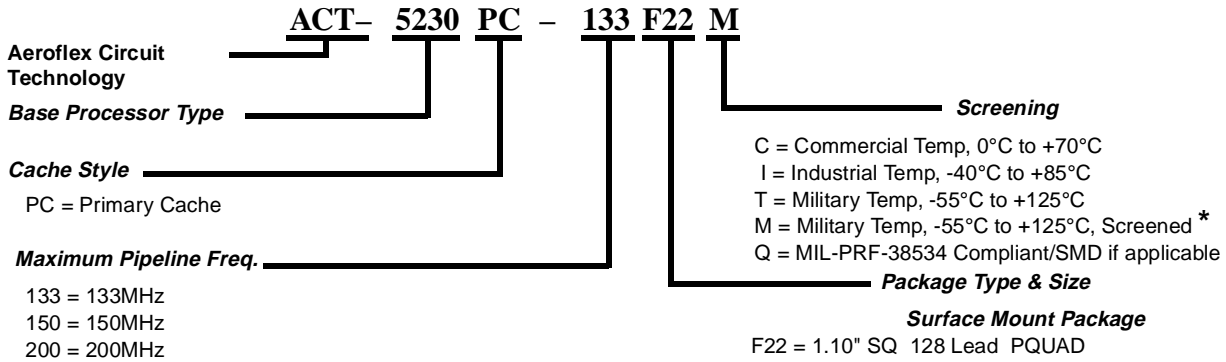 ACT– 5230 PC – 133 F22 M
Aeroflex Circuit
Technology
Base Processor Type
Cache Style
PC = Primary Cache
Maximum Pipeline Freq.
133 = 133MHz
150 = 150MHz
200 = 200MHz
Screening
C = Commercial Temp, 0°C to +70°C
I = Industrial Temp, -40°C to +85°C
T = Military Temp, -55°C to +125°C
M = Military Temp, -55°C to +125°C, Screened *
Q = MIL-PRF-38534 Compliant/SMD if applicable
Package Type & Size
Surface Mount Package
F22 = 1.10" SQ 128 Lead PQUAD